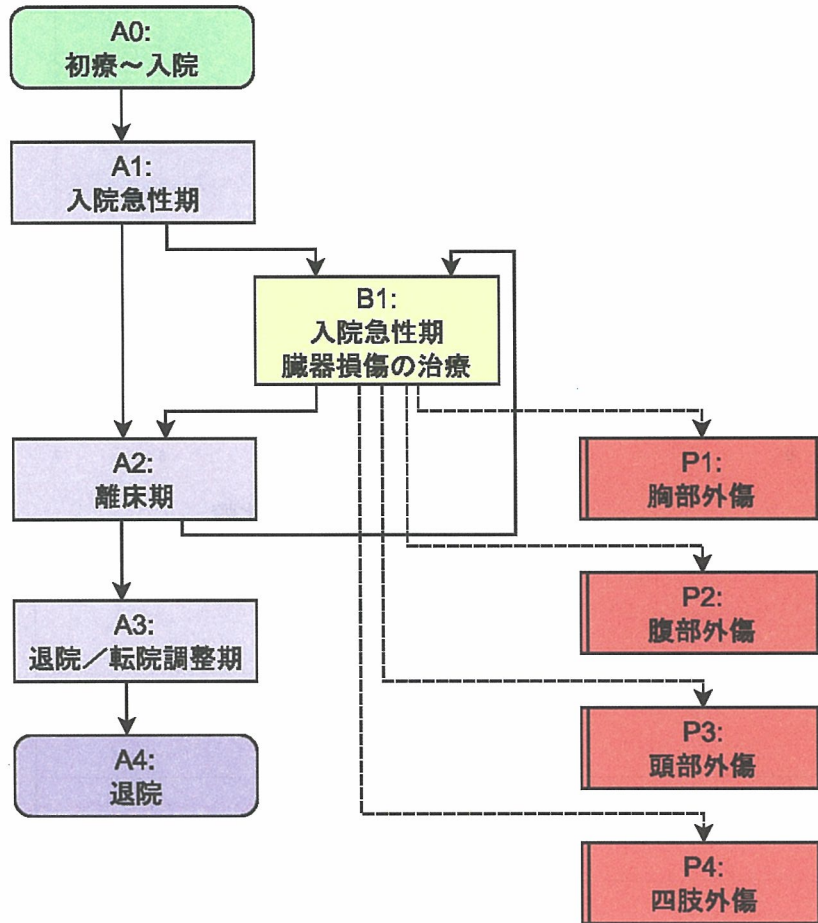 A0:
初療～入院
A1:
入院急性期
B1:
入院急性期
臓器損傷の治療
A2:
離床期
P1:
胸部外傷
P2:
腹部外傷
A3:
退院／転院調整期
P3:
頭部外傷
A4:
退院
P4:
四肢外傷